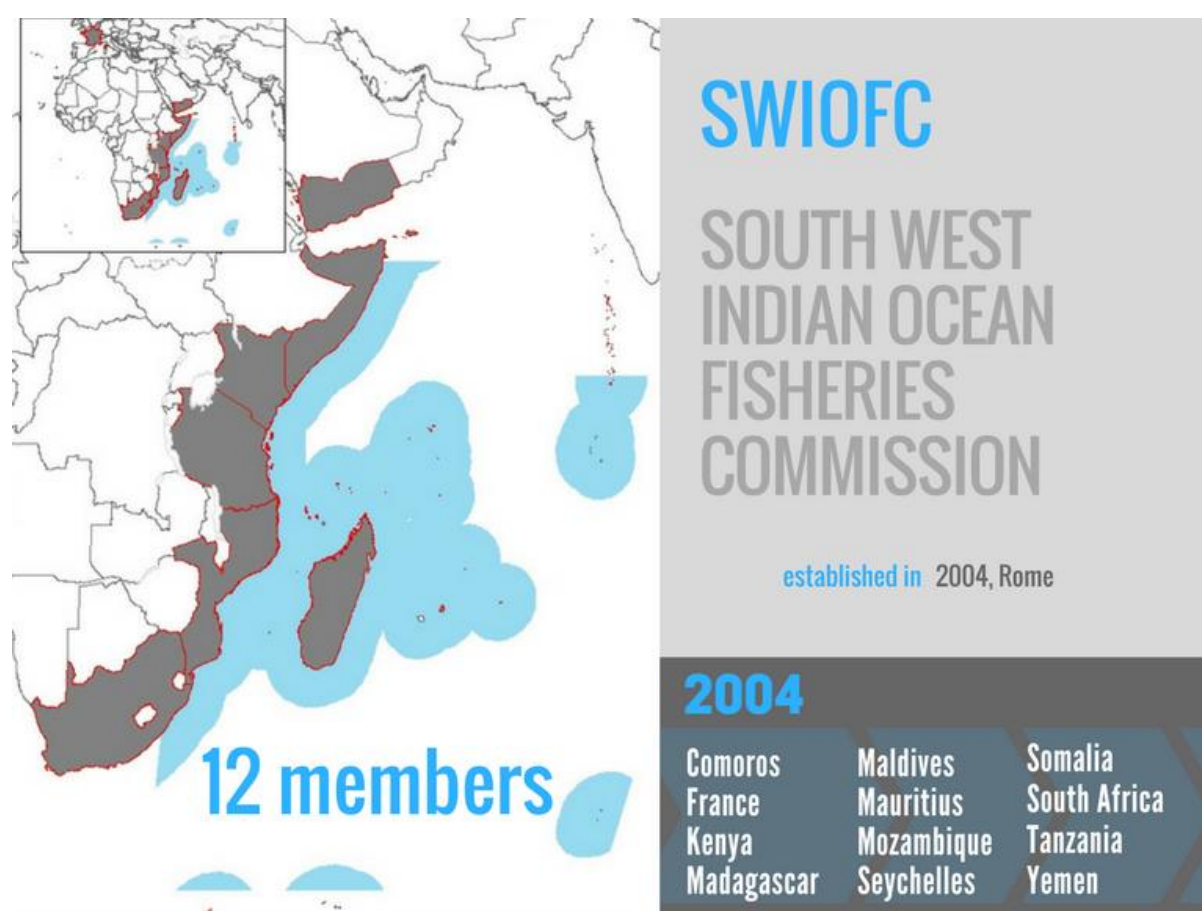 SWIOFC
SOUTH WEST
INDIAN OCEAN
FISHERIES
COMMISSION
established in 2004, Rome
12 members
2004
Comoros
France
Kenya
Madagascar
Maldives
Mauritius
Mozambique
Seychelles
Somalia
South Africa
Tanzania
Yemen